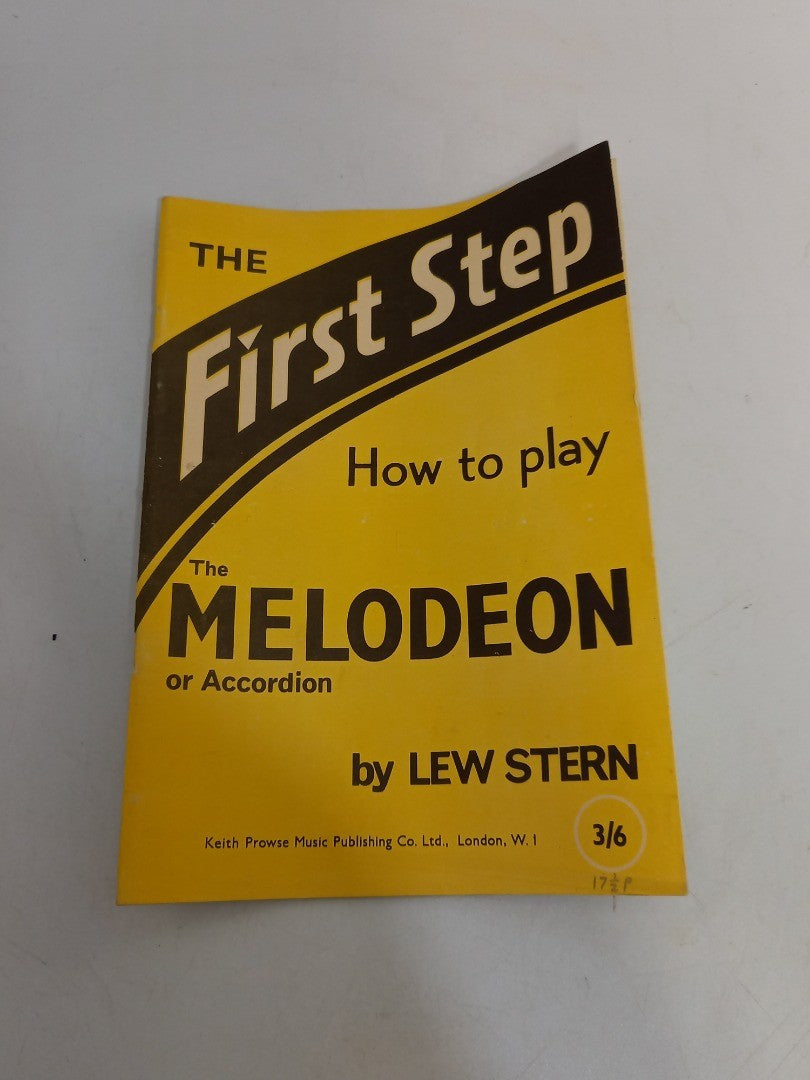 THE
First Step
How to play
The
MELODEON
or Accordion
by LEW STERN
Keith Prowse Music Publishing Co. Ltd., London, W.1
3/6
17½P